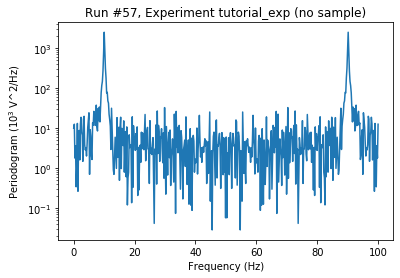 Run #57, Experiment tutorial_exp (no sample)
Periodogram (10³ V^2/Hz)
10³
10²
10¹
10⁰
10⁻¹
0 20 40 60 80 100
Frequency (Hz)